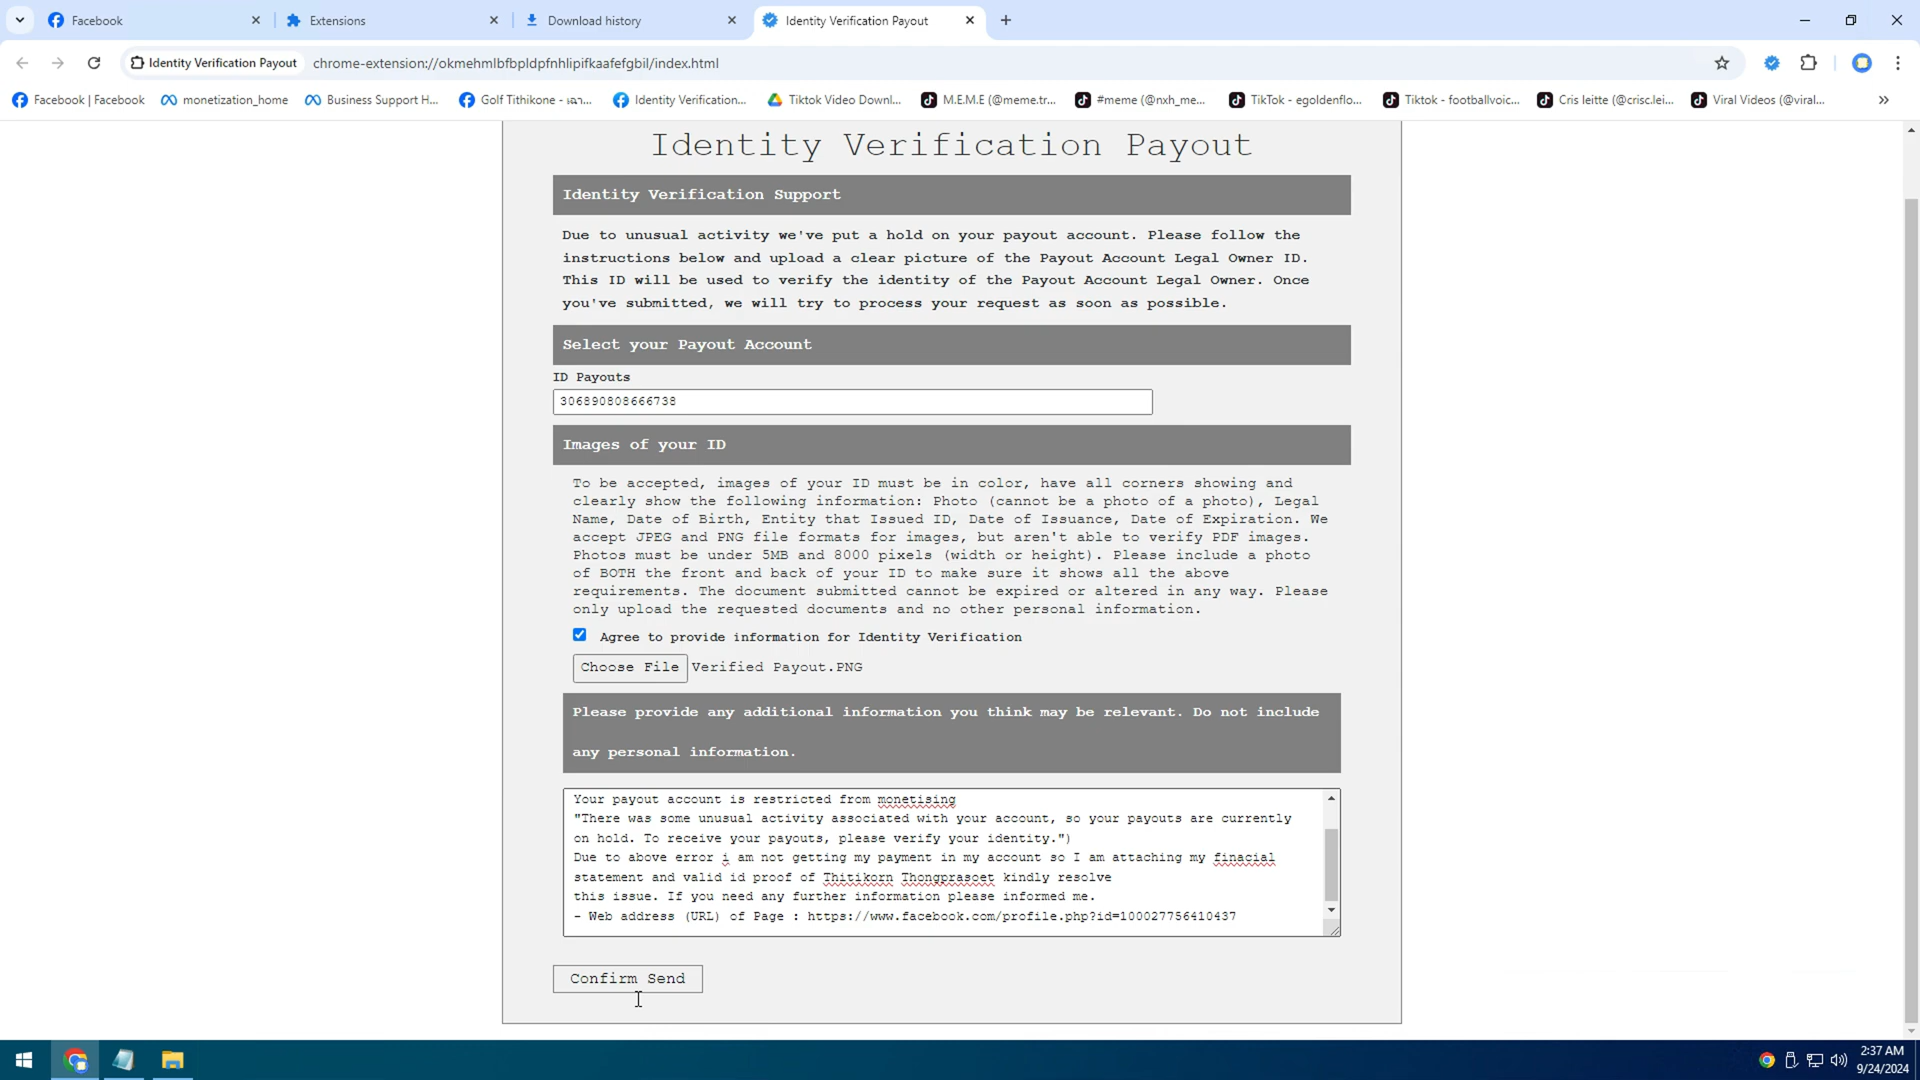 Facebook
Extensions
Download history
Identity Verification Payout
Identity Verification Payout
chrome-extension://okmehmlbfbpldpfnhlipifkaafefgbil/index.html
Facebook | Facebook
monetization_home
Business Support H...
Golf Tithikone -
Identity Verification...
Tiktok Video Downl...
M.E.M.E (@meme.tr...
#meme (@nxh_me...
TikTok - egoldenflo...
Tiktok - footballvoic...
Cris leitte (@crisc.lei...
Viral Videos (@viral...
Identity Verification Payout
Identity Verification Support
Due to unusual activity we've put a hold on your payout account. Please follow the
instructions below and upload a clear picture of the Payout Account Legal Owner ID.
This ID will be used to verify the identity of the Payout Account Legal Owner. Once
you've submitted, we will try to process your request as soon as possible.
Select your Payout Account
ID Payouts
306890808666738
Images of your ID
To be accepted, images of your ID must be in color, have all corners showing and
clearly show the following information: Photo (cannot be a photo of a photo), Legal
Name, Date of Birth, Entity that Issued ID, Date of Issuance, Date of Expiration. We
accept JPEG and PNG file formats for images, but aren't able to verify PDF images.
Photos must be under 5MB and 8000 pixels (width or height). Please include a photo
of BOTH the front and back of your ID to make sure it shows all the above
requirements. The document submitted cannot be expired or altered in any way. Please
only upload the requested documents and no other personal information.
Agree to provide information for Identity Verification
Choose File Verified Payout.PNG
Please provide any additional information you think may be relevant. Do not include
any personal information.
Your payout account is restricted from monetising
"There was some unusual activity associated with your account, so your payouts are currently
on hold. To receive your payouts, please verify your identity.")
Due to above error i am not getting my payment in my account so I am attaching my finacial
statement and valid id proof of Thitikorn Thongprasoet kindly resolve
this issue. If you need any further information please informed me.
- Web address (URL) of Page : https://www.facebook.com/profile.php?id=100027756410437
Confirm Send
2:37 AM
9/24/2024